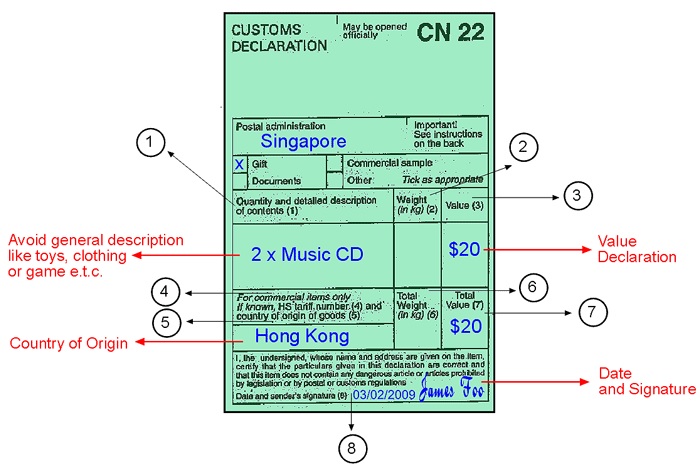 CUSTOMS
DECLARATION
May be opened
officially
CN 22
Postal administration
Singapore
Important!
See instructions
on the back
1
2
X Gift
Commercial sample
Documents
Other
Tick as appropriate
3
Quantity and detailed description
of contents (1)
Weight
(in kg) (2)
Value (3)
Avoid general description
like toys, clothing
or game e.t.c.
2 x Music CD
$20
Value
Declaration
4
6
For commercial items only
If known, HS tariff number (4) and
country of origin of goods (5)
Total
Weight
(in kg) (6)
Total
Value (7)
5
7
$20
Country of Origin
Hong Kong
I, the undersigned, whose name and address are given on the item,
certify that the particulars given in this declaration are correct and
that this item does not contain any dangerous article or articles prohibited
by legislation or by postal or customs regulations
Date and sender's signature (8) 03/02/2009 James Foo
Date
and Signature
8